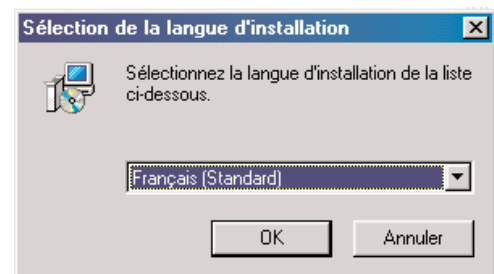 Sélection de la langue d'installation
Sélectionnez la langue d'installation de la liste
ci-dessous.
Français (Standard)
OK
Annuler